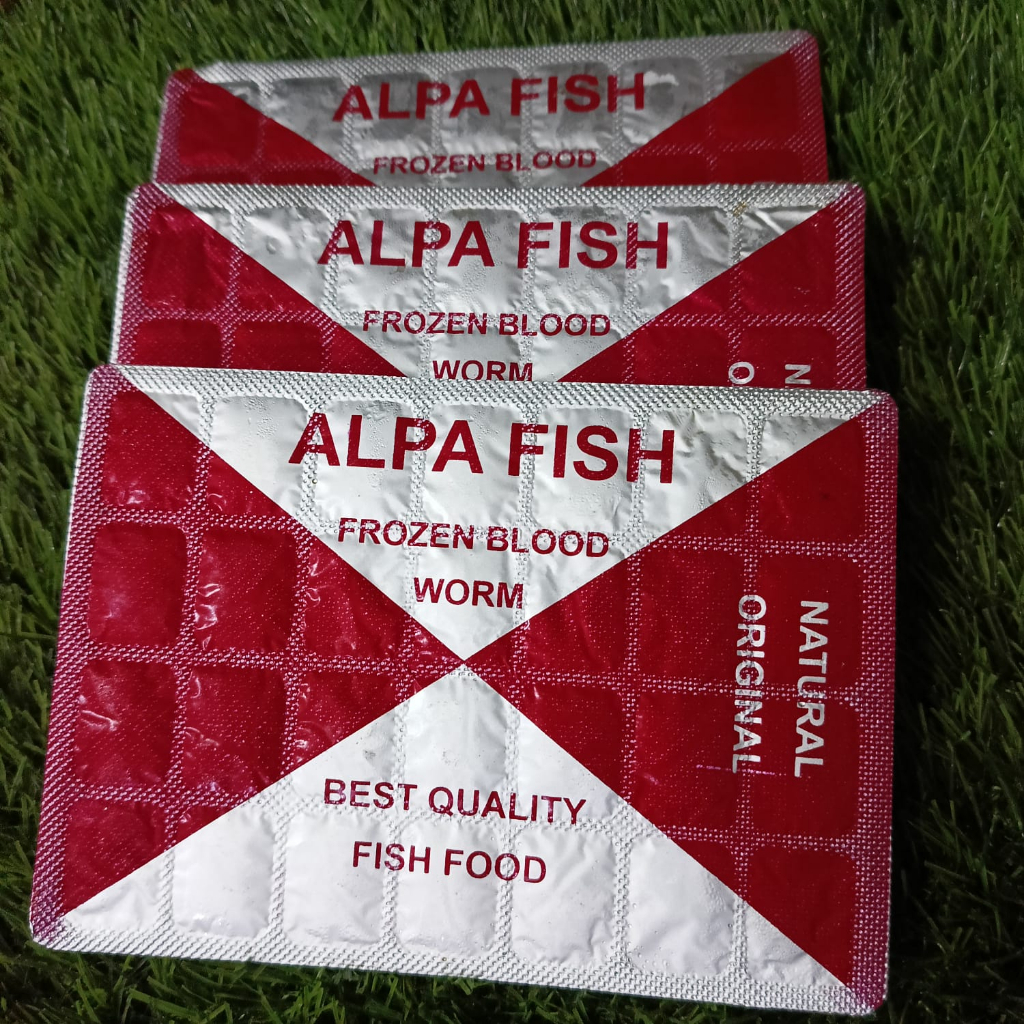 ALPA FISH
FROZEN BLOOD
ALPA FISH
FROZEN BLOOD
WORM
ALPA FISH
FROZEN BLOOD
WORM
NATURAL
ORIGINAL
BEST QUALITY
FISH FOOD